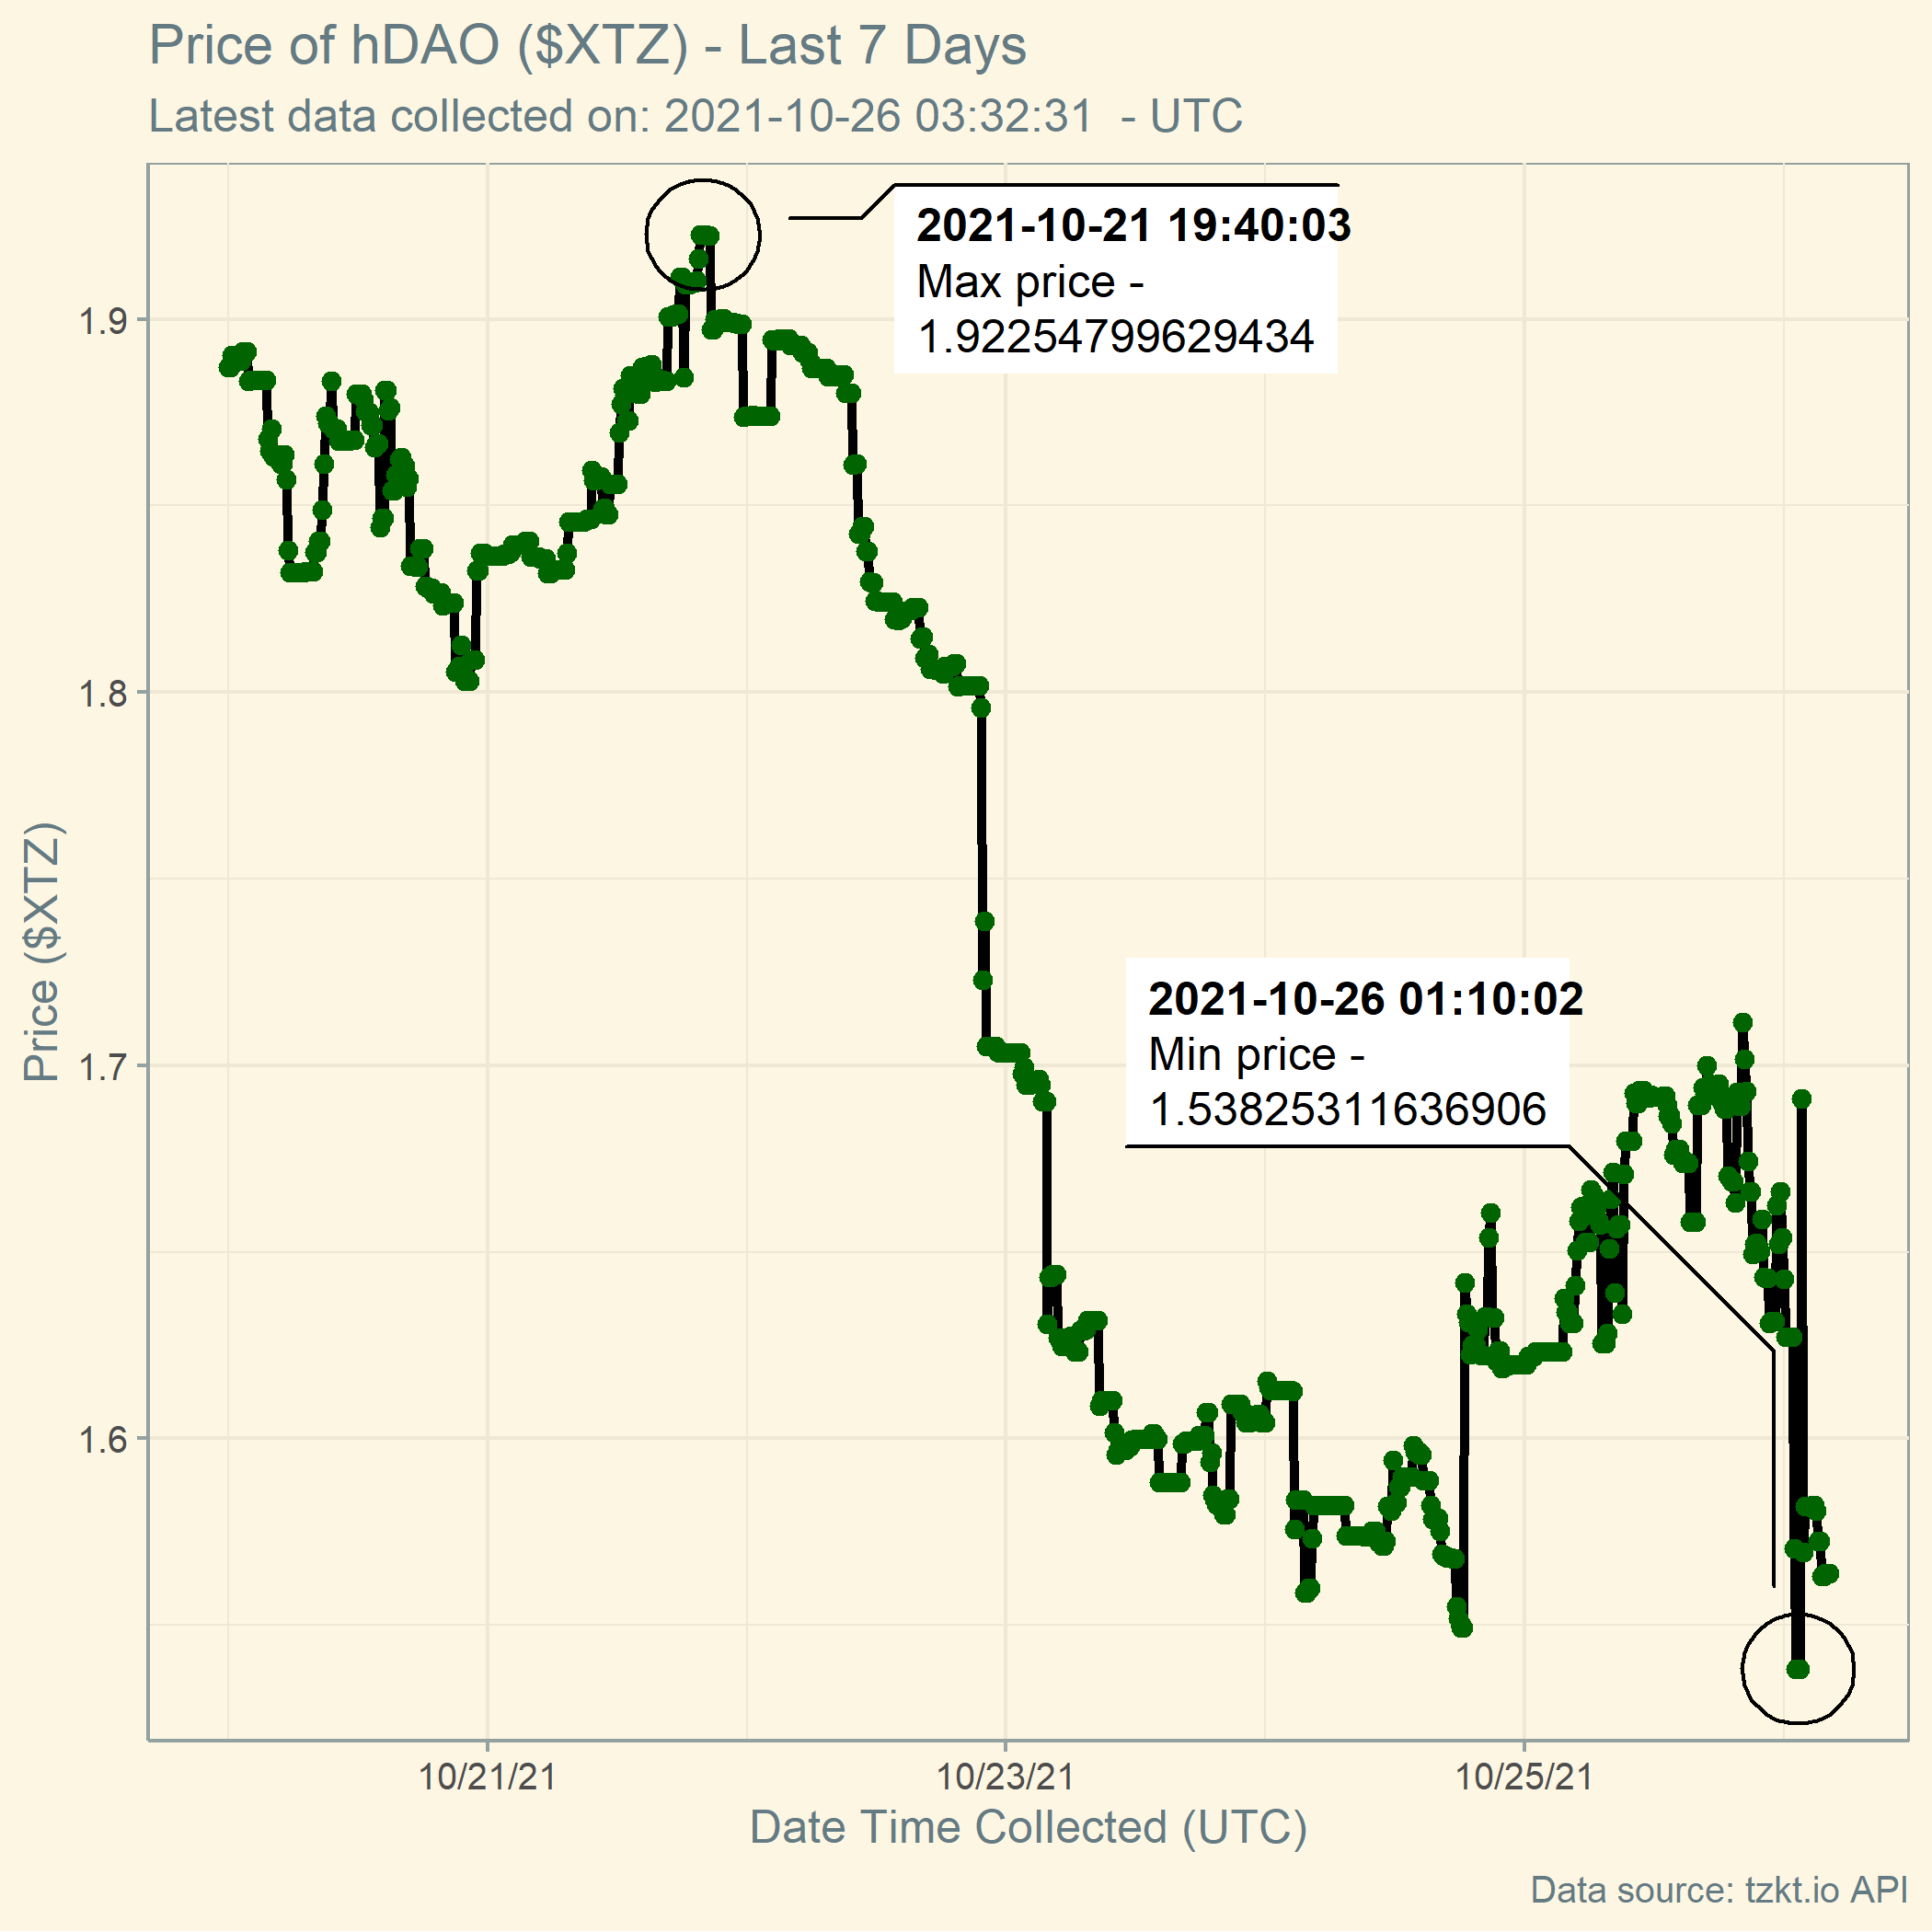 Price of hDAO ($XTZ) - Last 7 Days
Latest data collected on: 2021-10-26 03:32:31  - UTC
2021-10-21 19:40:03
Max price -
1.92254799629434
1.9
1.8
2021-10-26 01:10:02
Min price -
1.53825311636906
1.7
1.6
Price ($XTZ)
10/21/21
10/23/21
10/25/21
Date Time Collected (UTC)
Data source: tzkt.io API